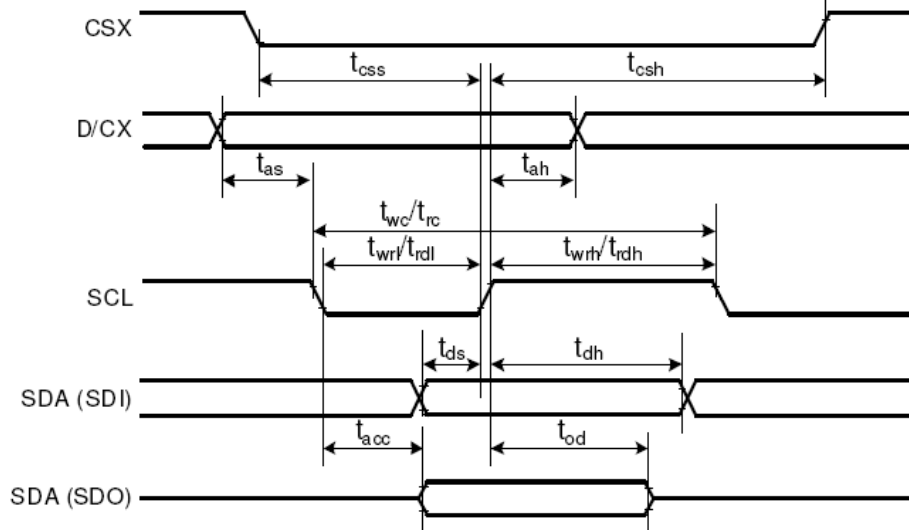 CSX
tcss
tcsh
D/CX
tas
tah
twc/trc
twrl/trdl
twrh/trdh
SCL
tds
tdh
SDA (SDI)
tacc
tod
SDA (SDO)